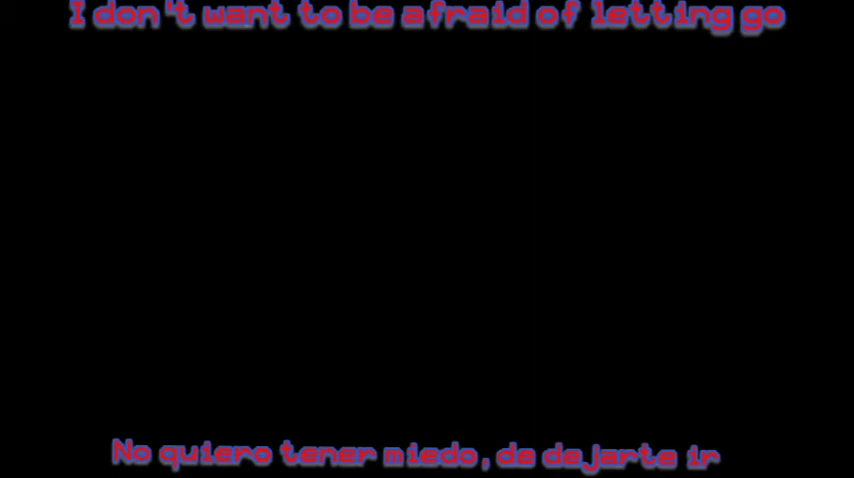 I don't want to be afraid of letting go
No quiero tener miedo, de dejarte ir